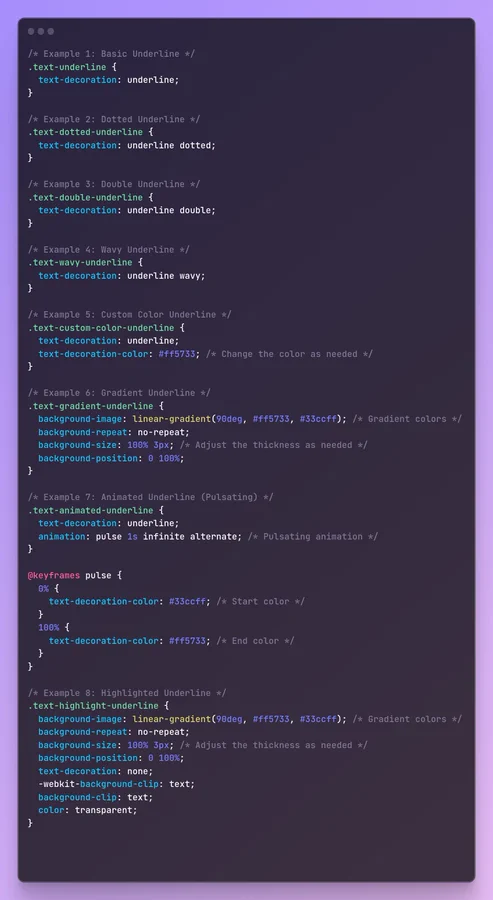 /* Example 1: Basic Underline */
.text-underline {
  text-decoration: underline;
}

/* Example 2: Dotted Underline */
.text-dotted-underline {
  text-decoration: underline dotted;
}

/* Example 3: Double Underline */
.text-double-underline {
  text-decoration: underline double;
}

/* Example 4: Wavy Underline */
.text-wavy-underline {
  text-decoration: underline wavy;
}

/* Example 5: Custom Color Underline */
.text-custom-color-underline {
  text-decoration: underline;
  text-decoration-color: #ff5733; /* Change the color as needed */
}

/* Example 6: Gradient Underline */
.text-gradient-underline {
  background-image: linear-gradient(90deg, #ff5733, #33ccff); /* Gradient colors */
  background-repeat: no-repeat;
  background-size: 100% 3px; /* Adjust the thickness as needed */
  background-position: 0 100%;
}

/* Example 7: Animated Underline (Pulsating) */
.text-animated-underline {
  text-decoration: underline;
  animation: pulse 1s infinite alternate; /* Pulsating animation */
}

@keyframes pulse {
  0% {
    text-decoration-color: #33ccff; /* Start color */
  }
  100% {
    text-decoration-color: #ff5733; /* End color */
  }
}

/* Example 8: Highlighted Underline */
.text-highlight-underline {
  background-image: linear-gradient(90deg, #ff5733, #33ccff); /* Gradient colors */
  background-repeat: no-repeat;
  background-size: 100% 3px; /* Adjust the thickness as needed */
  background-position: 0 100%;
  text-decoration: none;
  -webkit-background-clip: text;
  background-clip: text;
  color: transparent;
}